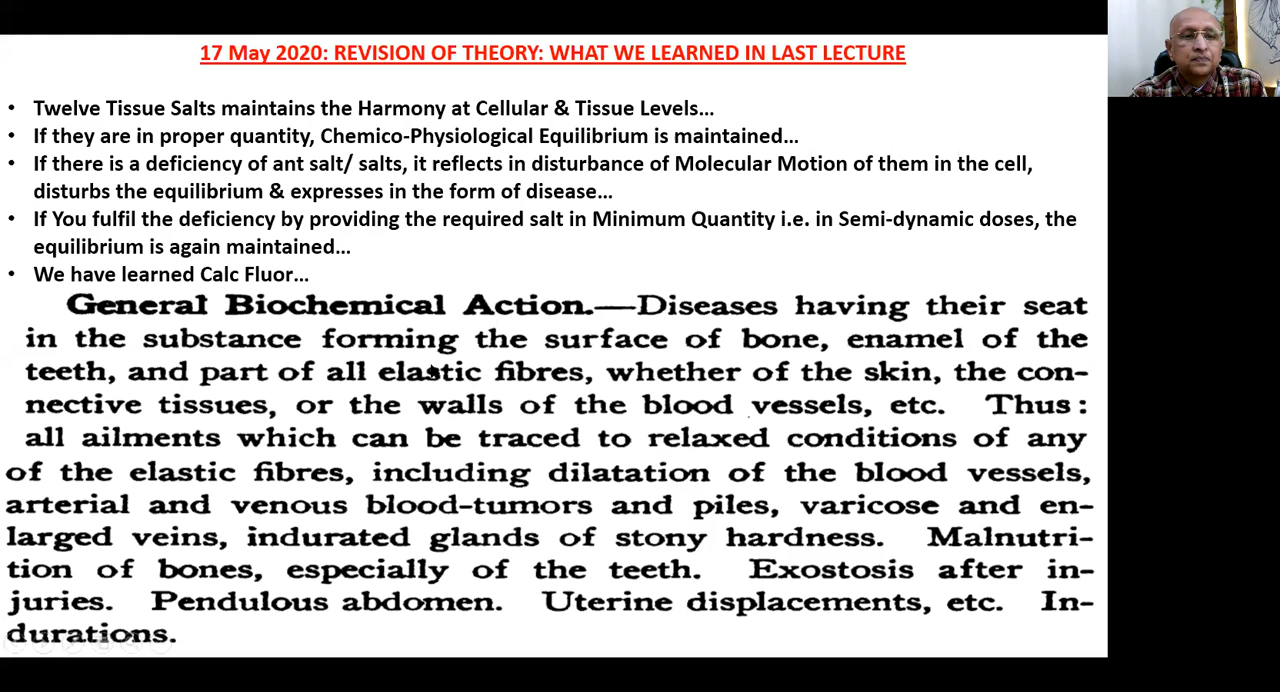 17 May 2020: REVISION OF THEORY: WHAT WE LEARNED IN LAST LECTURE
• Twelve Tissue Salts maintains the Harmony at Cellular & Tissue Levels...
• If they are in proper quantity, Chemico-Physiological Equilibrium is maintained...
• If there is a deficiency of ant salt/ salts, it reflects in disturbance of Molecular Motion of them in the cell,
disturbs the equilibrium & expresses in the form of disease...
• If You fulfil the deficiency by providing the required salt in Minimum Quantity i.e. in Semi-dynamic doses, the
equilibrium is again maintained...
• We have learned Calc Fluor...
General Biochemical Action.—Diseases having their seat
in the substance forming the surface of bone, enamel of the
teeth, and part of all elastic fibres, whether of the skin, the con-
nective tissues, or the walls of the blood vessels, etc. Thus:
all ailments which can be traced to relaxed conditions of any
of the elastic fibres, including dilatation of the blood vessels,
arterial and venous blood-tumors and piles, varicose and en-
larged veins, indurated glands of stony hardness. Malnutri-
tion of bones, especially of the teeth. Exostosis after in-
juries. Pendulous abdomen. Uterine displacements, etc. In-
durations.